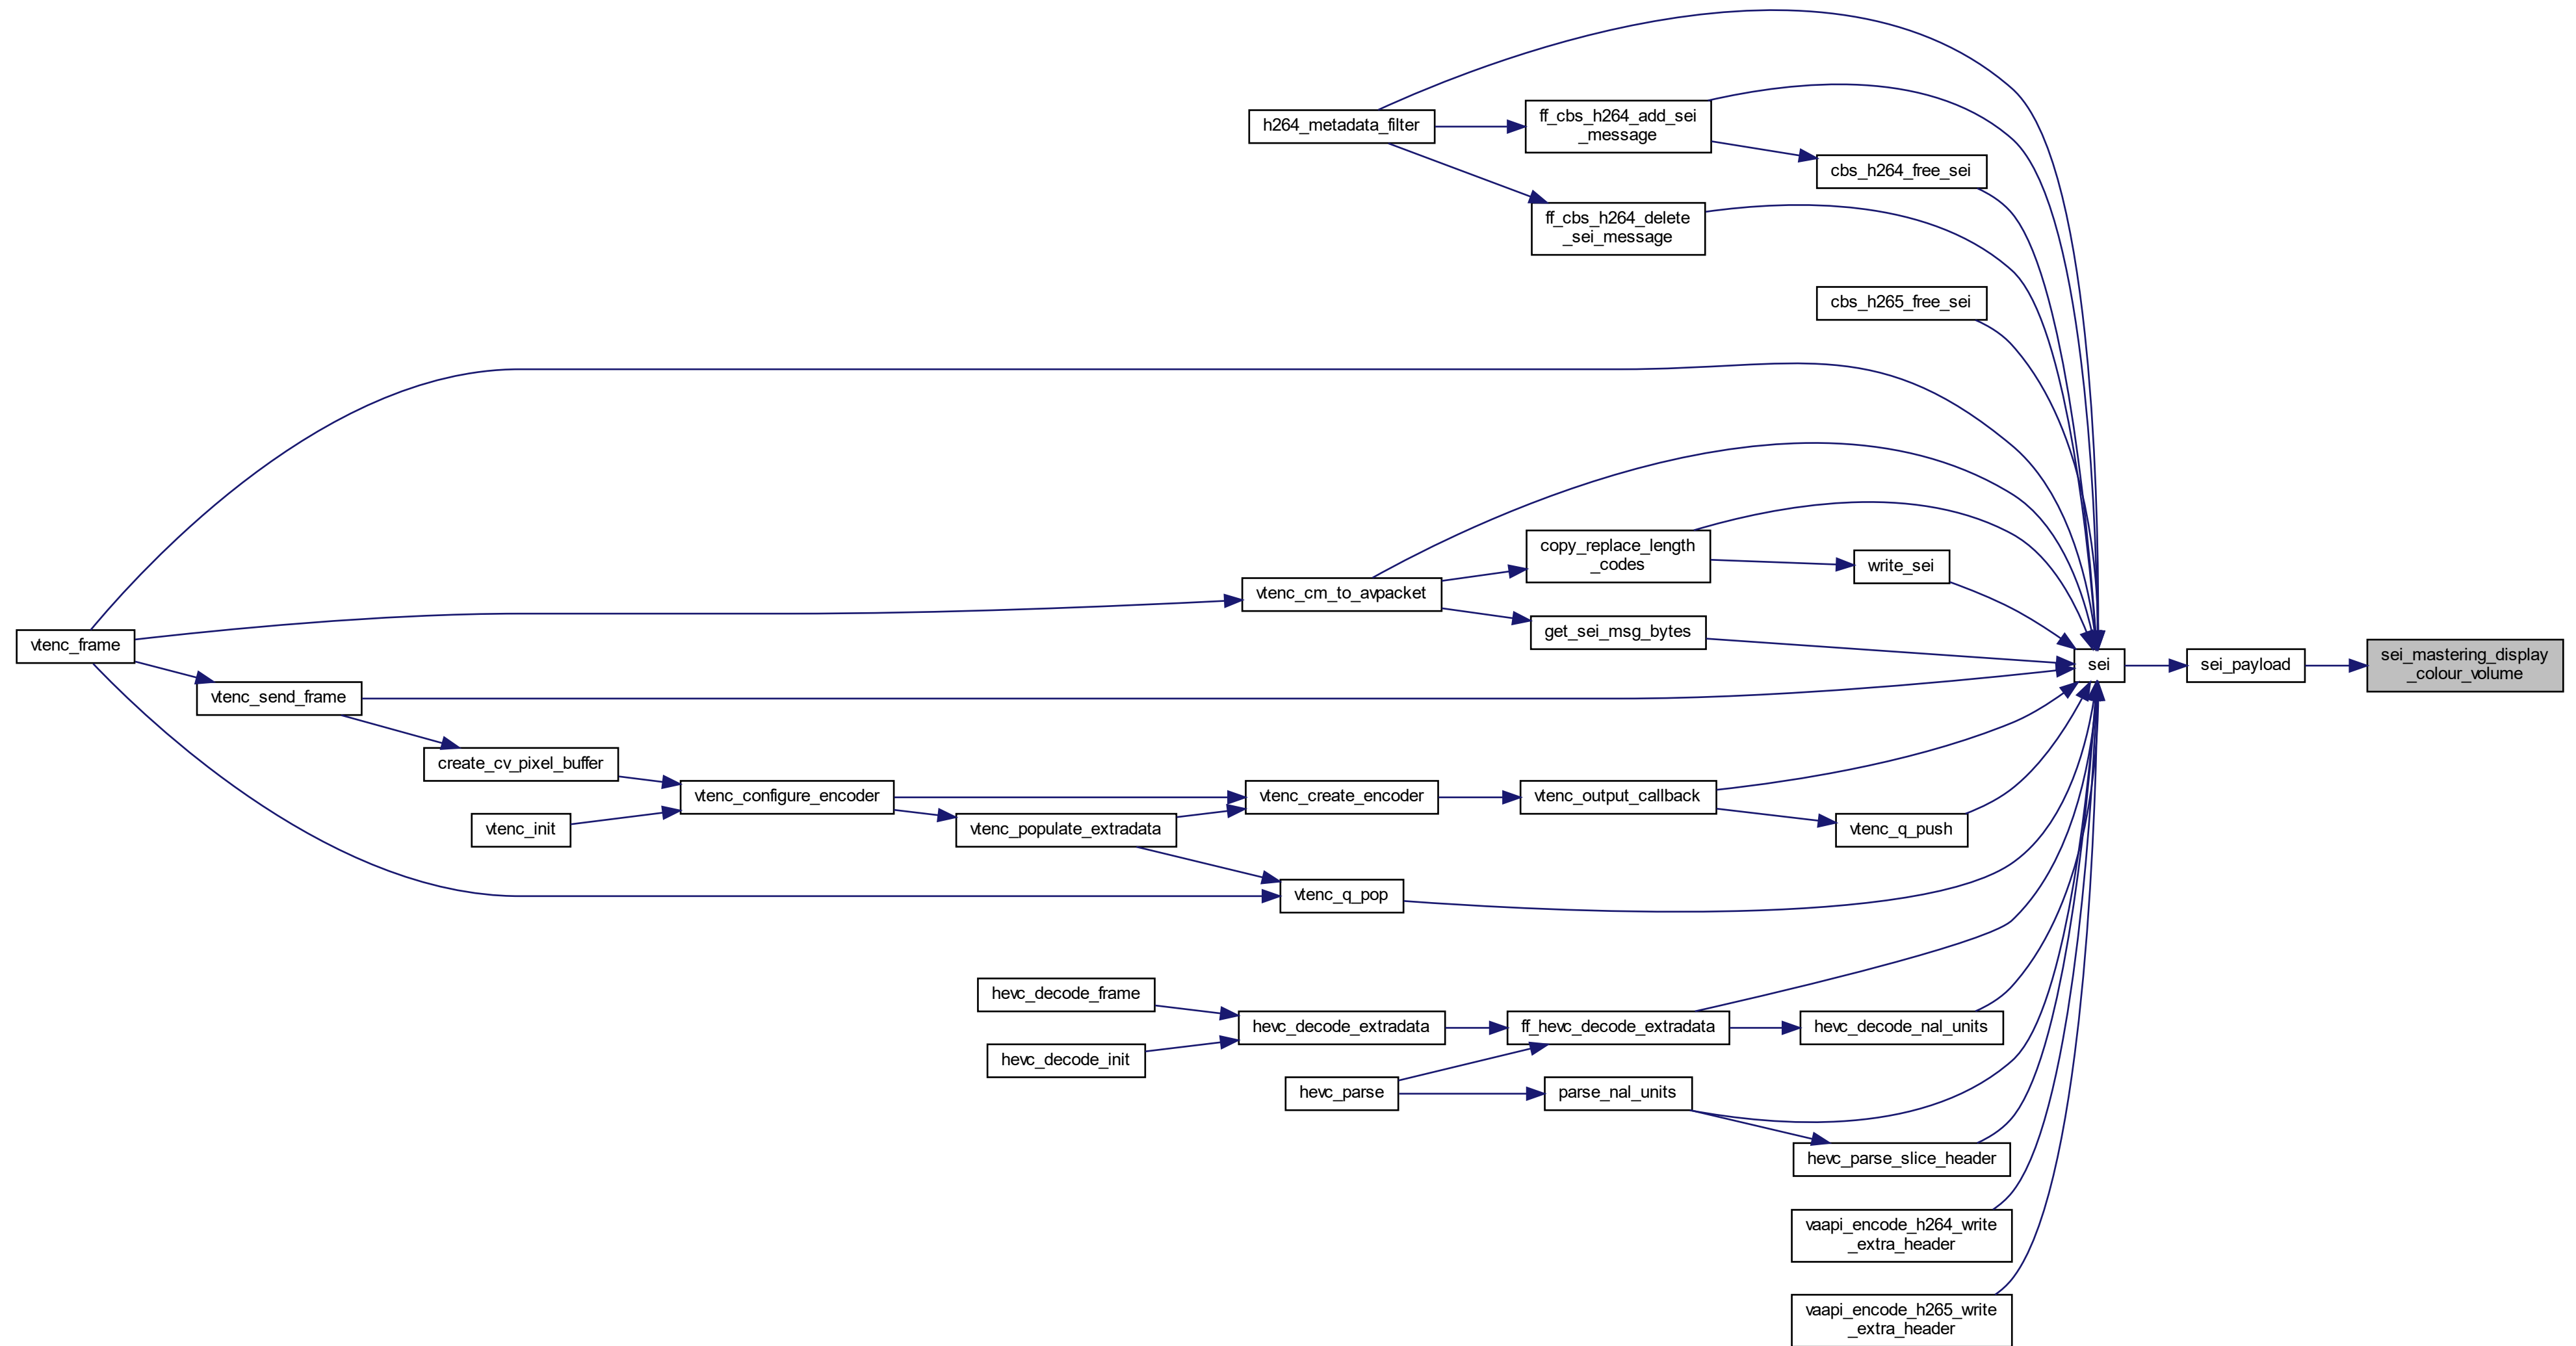 h264_metadata_filter
ff_cbs_h264_add_sei
_message
cbs_h264_free_sei
ff_cbs_h264_delete
_sei_message
cbs_h265_free_sei
copy_replace_length
_codes
write_sei
vtenc_cm_to_avpacket
get_sei_msg_bytes
vtenc_frame
sei
sei_payload
sei_mastering_display
_colour_volume
vtenc_send_frame
create_cv_pixel_buffer
vtenc_configure_encoder
vtenc_create_encoder
vtenc_output_callback
vtenc_init
vtenc_populate_extradata
vtenc_q_push
vtenc_q_pop
hevc_decode_frame
hevc_decode_extradata
ff_hevc_decode_extradata
hevc_decode_nal_units
hevc_decode_init
hevc_parse
parse_nal_units
hevc_parse_slice_header
vaapi_encode_h264_write
_extra_header
vaapi_encode_h265_write
_extra_header